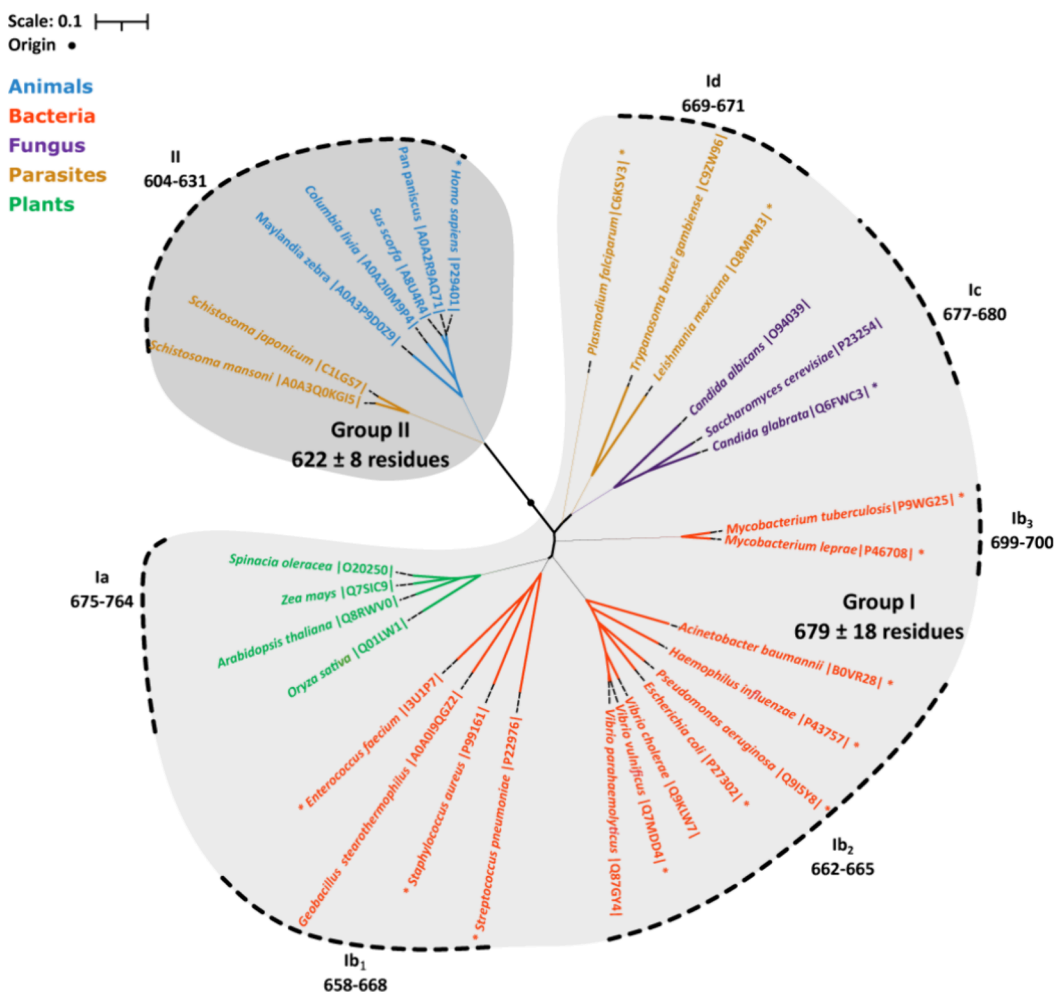 Scale: 0.1
Origin
Animals
Bacteria
Fungus
Parasites
Plants
II
604-631
Id
669-671
Ic
677-680
Ib3
699-700
Ib2
662-665
Ib1
658-668
Ia
675-764
Group II
622 ± 8 residues
Group I
679 ± 18 residues
Schistosoma mansoni |A0A3Q0KGI5|
Schistosoma japonicum |C1LGS7|
Maylandia zebra |A0A3P9D0Z9|
Columbia livia |A0A2I0M9P4|
Sus scorfa |A8U4R4|
Pan paniscus |A0A2R9AQ71|
* Homo sapiens |P29401|
Plasmodium falciparum|C6KSV3| *
Trypanosoma brucei gambiense |C9ZW96|
Leishmania mexicana |Q8MPM3| *
Candida albicans |O94039|
Saccharomyces cerevisiae |P23254|
Candida glabrata|Q6FWC3| *
Mycobacterium tuberculosis|P9WG25| *
Mycobacterium leprae|P46708| *
Acinetobacter baumannii |B0VR28| *
Haemophilus influenzae |P43757| *
Pseudomonas aeruginosa |Q9I5Y8| *
Escherichia coli |P27302| *
Vibrio cholerae |Q9KLW7|
Vibrio vulnificus |Q7MDD4| *
Vibrio parahaemolyticus |Q87GY4|
* Streptococcus pneumoniae |P22976|
* Staphylococcus aureus |P99161|
Geobacillus stearothermophilus |A0A0I9QGZ2|
* Enterococcus faecium |I3U1P7|
Oryza sativa |Q01LW1|
Arabidopsis thaliana |Q8RWV0|
Zea mays |Q7SIC9|
Spinacia oleracea |O20250|